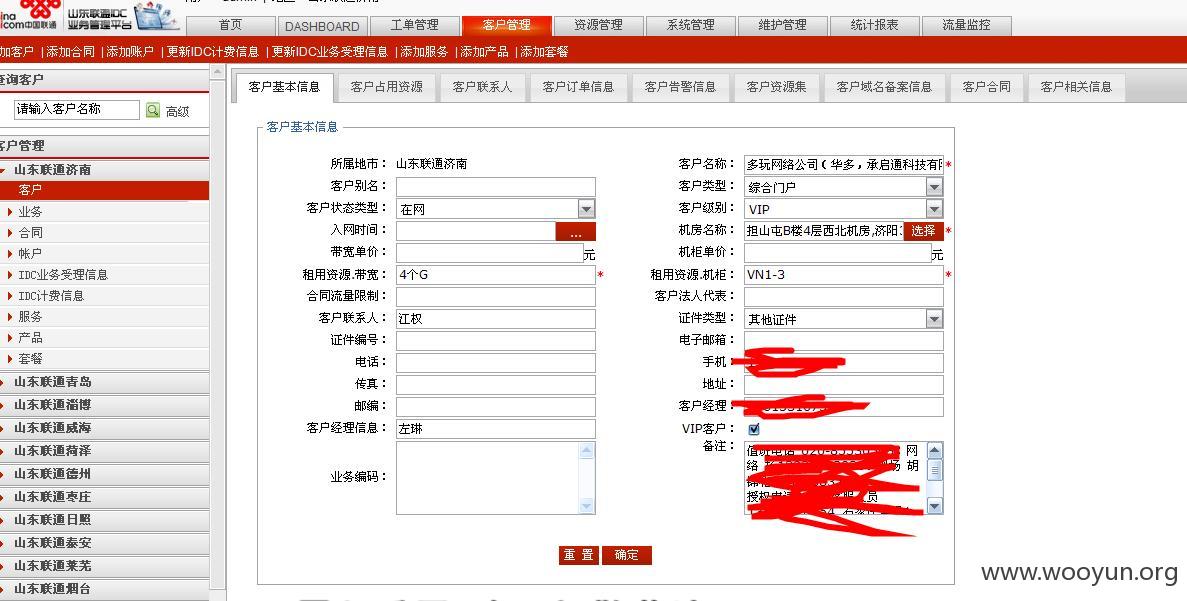 中国联通 山东联通IDC
业务管理平台
首页 DASHBOARD 工单管理 客户管理 资源管理 系统管理 维护管理 统计报表 流量监控
加客户 |添加合同 |添加账户 |更新IDC计费信息 |更新IDC业务受理信息 |添加服务 |添加产品 |添加套餐
查询客户
请输入客户名称 高级
客户管理
山东联通济南
客户
业务
合同
帐户
IDC业务受理信息
IDC计费信息
服务
产品
套餐
山东联通青岛
山东联通淄博
山东联通威海
山东联通菏泽
山东联通德州
山东联通枣庄
山东联通日照
山东联通泰安
山东联通莱芜
山东联通烟台
客户基本信息 客户占用资源 客户联系人 客户订单信息 客户告警信息 客户资源集 客户域名备案信息 客户合同 客户相关信息
客户基本信息
所属地市： 山东联通济南 客户名称： 多玩网络公司（华多，承启通科技有限 *
客户别名： 客户类型： 综合门户
客户状态类型： 在网 客户级别： VIP
入网时间： ... 机房名称： 担山屯B楼4层西北机房,济阳: 选择 *
带宽单价： 元 机柜单价： 元
租用资源.带宽： 4个G * 租用资源.机柜： VN1-3 *
合同流量限制： 客户法人代表：
客户联系人： 江权 证件类型： 其他证件
证件编号： 电子邮箱：
电话： 手机：
传真： 地址：
邮编： 客户经理：
客户经理信息： 左琳 VIP客户：
业务编码： 备注： 值班电话 网
络 场 胡
授权电 员
重 置 确定
www.wooyun.org